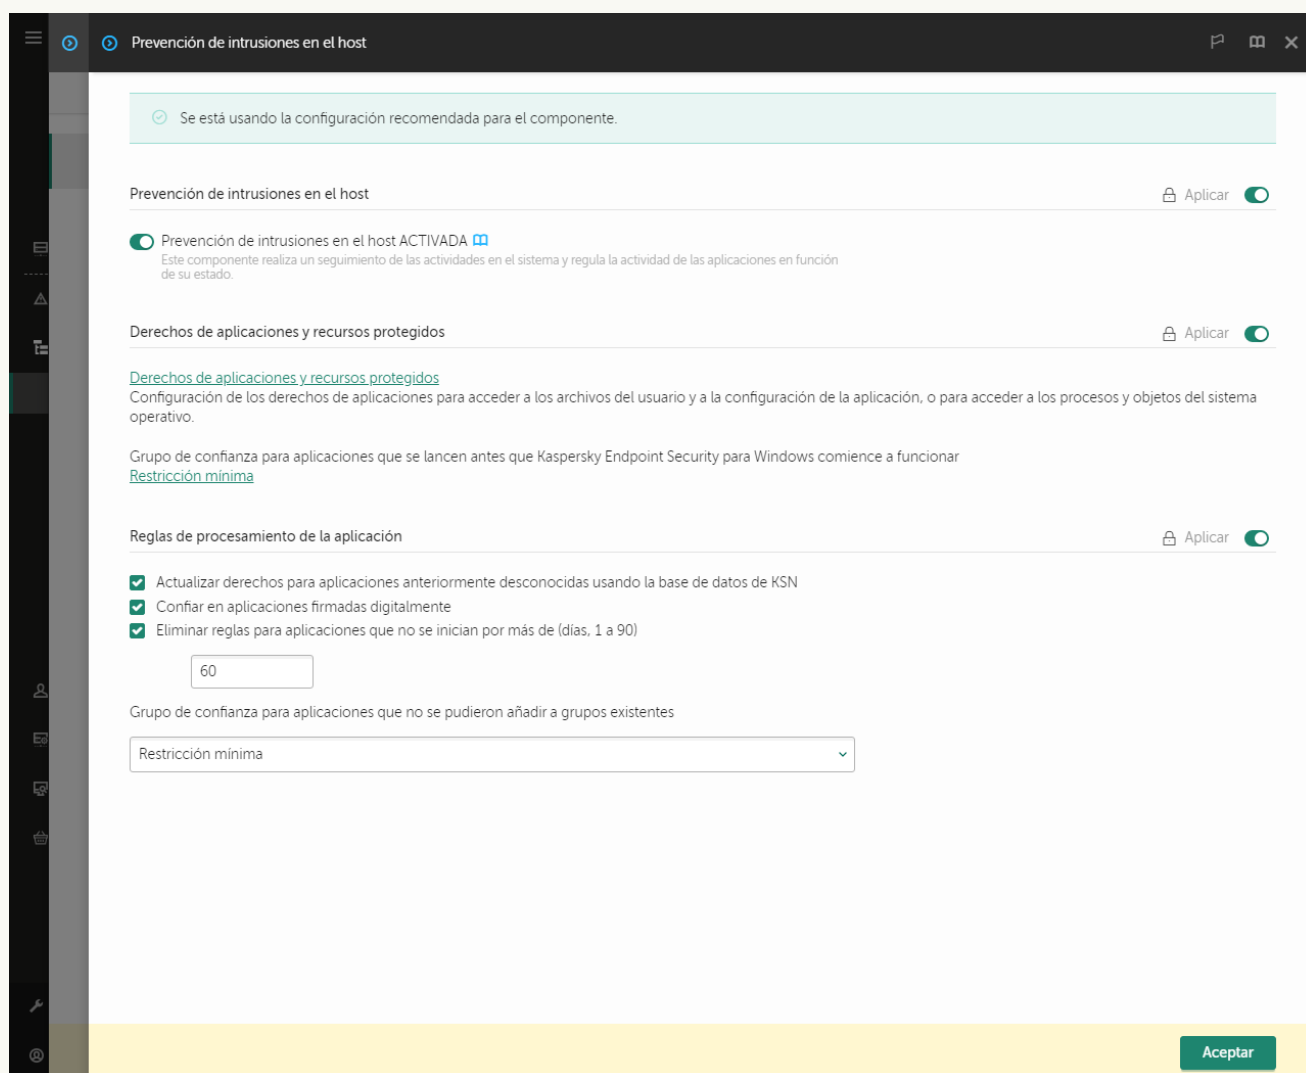 Prevención de intrusiones en el host
Se está usando la configuración recomendada para el componente.
Prevención de intrusiones en el host
Aplicar
Prevención de intrusiones en el host ACTIVADA
Este componente realiza un seguimiento de las actividades en el sistema y regula la actividad de las aplicaciones en función
de su estado.
Derechos de aplicaciones y recursos protegidos
Aplicar
Derechos de aplicaciones y recursos protegidos
Configuración de los derechos de aplicaciones para acceder a los archivos del usuario y a la configuración de la aplicación, o para acceder a los procesos y objetos del sistema
operativo.
Grupo de confianza para aplicaciones que se lancen antes que Kaspersky Endpoint Security para Windows comience a funcionar
Restricción mínima
Reglas de procesamiento de la aplicación
Aplicar
Actualizar derechos para aplicaciones anteriormente desconocidas usando la base de datos de KSN
Confiar en aplicaciones firmadas digitalmente
Eliminar reglas para aplicaciones que no se inician por más de (días, 1 a 90)
60
Grupo de confianza para aplicaciones que no se pudieron añadir a grupos existentes
Restricción mínima
Aceptar